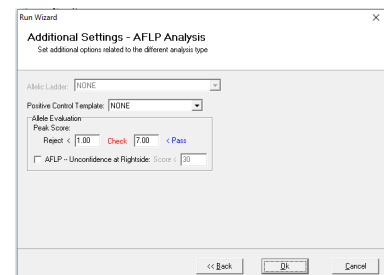 Run Wizard
Additional Settings - AFLP Analysis
Set additional options related to the different analysis type
Allelic Ladder: NONE
Positive Control Template: NONE
Allele Evaluation
Peak Score:
Reject < 1.00 Check 7.00 < Pass
AFLP -- Unconfidence at Rightside: Score < 30
<< Back Ok Cancel